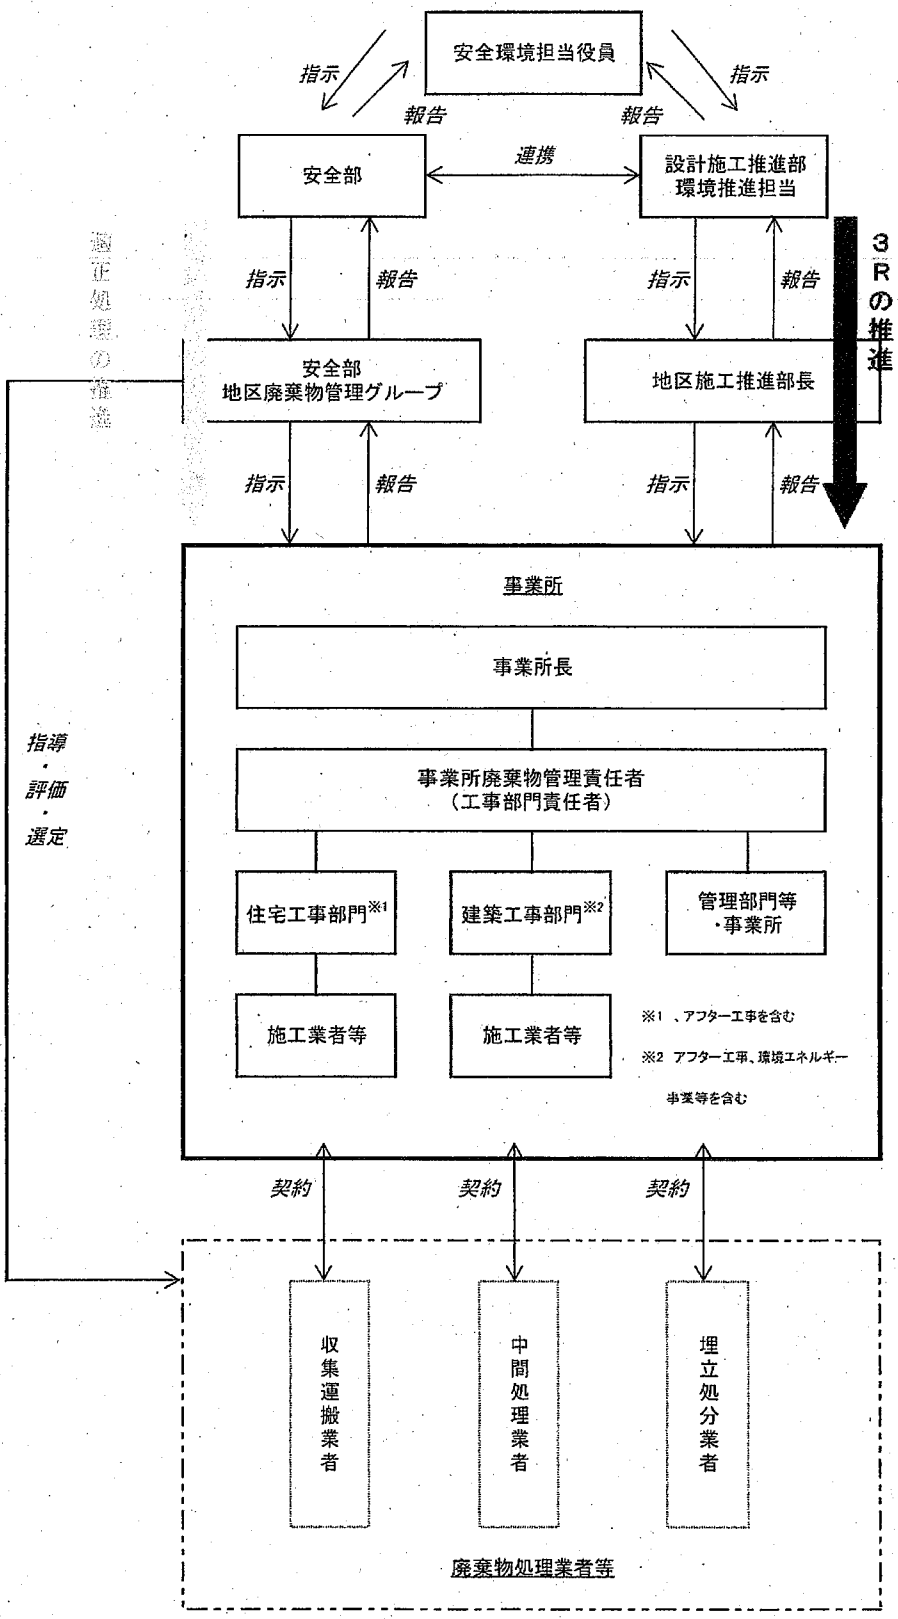 安全環境担当役員
指示
報告
報告
指示
安全部
連携
設計施工推進部
環境推進担当
指示
報告
指示
報告
適正処理の推進
3Rの推進
安全部
地区廃棄物管理グループ
地区施工推進部長
指示
報告
指示
報告
事業所
事業所長
事業所廃棄物管理責任者
(工事部門責任者)
住宅工事部門※1
建築工事部門※2
管理部門等
・事業所
施工業者等
施工業者等
※1 、アフター工事を含む
※2 アフター工事、環境エネルギー
事業等を含む
指導・評価・選定
契約
契約
契約
収集運搬業者
中間処理業者
埋立処分業者
廃棄物処理業者等